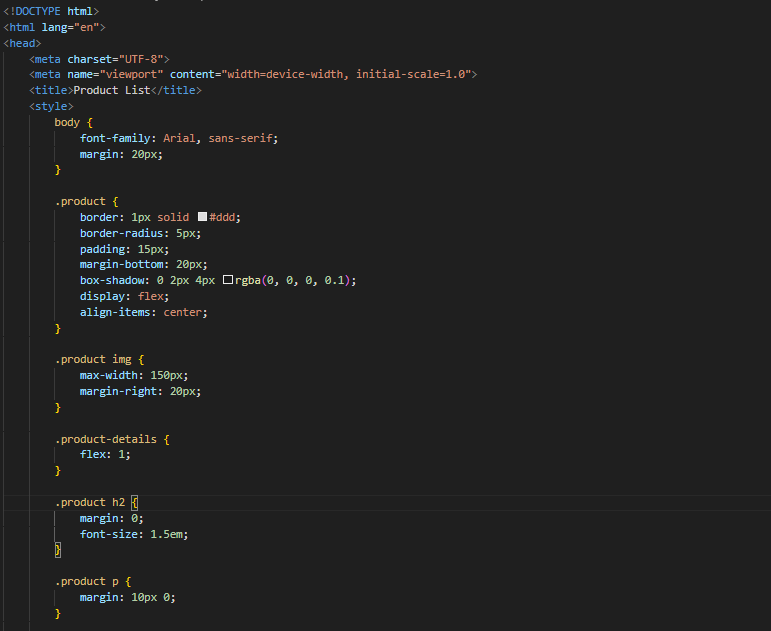 <!DOCTYPE html>
<html lang="en">
<head>
    <meta charset="UTF-8">
    <meta name="viewport" content="width=device-width, initial-scale=1.0">
    <title>Product List</title>
    <style>
        body {
            font-family: Arial, sans-serif;
            margin: 20px;
        }

        .product {
            border: 1px solid #ddd;
            border-radius: 5px;
            padding: 15px;
            margin-bottom: 20px;
            box-shadow: 0 2px 4px rgba(0, 0, 0, 0.1);
            display: flex;
            align-items: center;
        }

        .product img {
            max-width: 150px;
            margin-right: 20px;
        }

        .product-details {
            flex: 1;
        }

        .product h2 {
            margin: 0;
            font-size: 1.5em;
        }

        .product p {
            margin: 10px 0;
        }